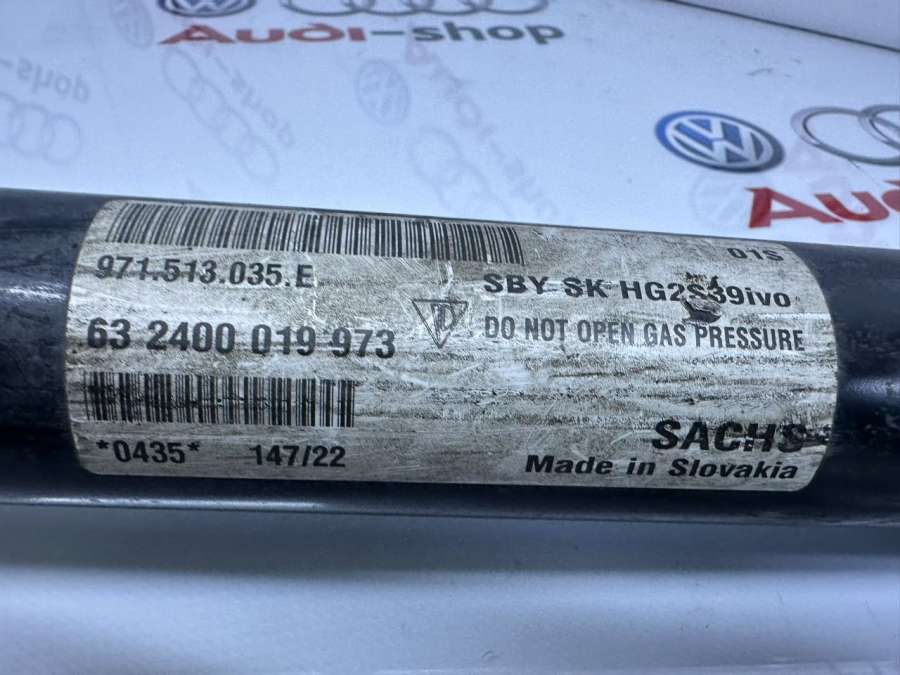 Audi-shop
Audi-shop
01S
971.513.035.E
SBY SK HG2S39ivo
63 2400 019 973
DO NOT OPEN GAS PRESSURE
*0435* 147/22
SACHS
Made in Slovakia